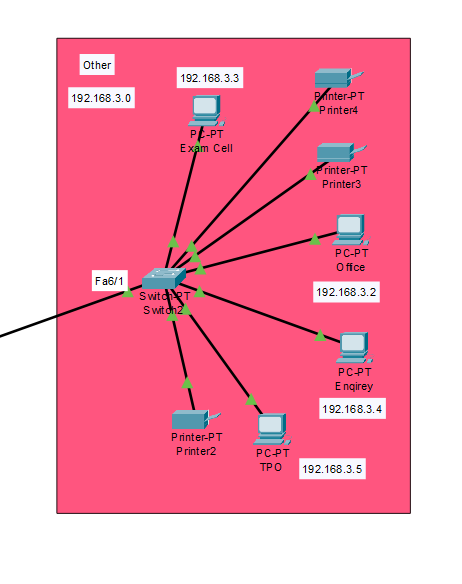 Other
192.168.3.0
192.168.3.3
PC-PT
Exam Cell
Printer-PT
Printer4
Printer-PT
Printer3
PC-PT
Office
192.168.3.2
Fa6/1
Switch-PT
Switch2
PC-PT
Enqirey
192.168.3.4
Printer-PT
Printer2
PC-PT
TPO
192.168.3.5